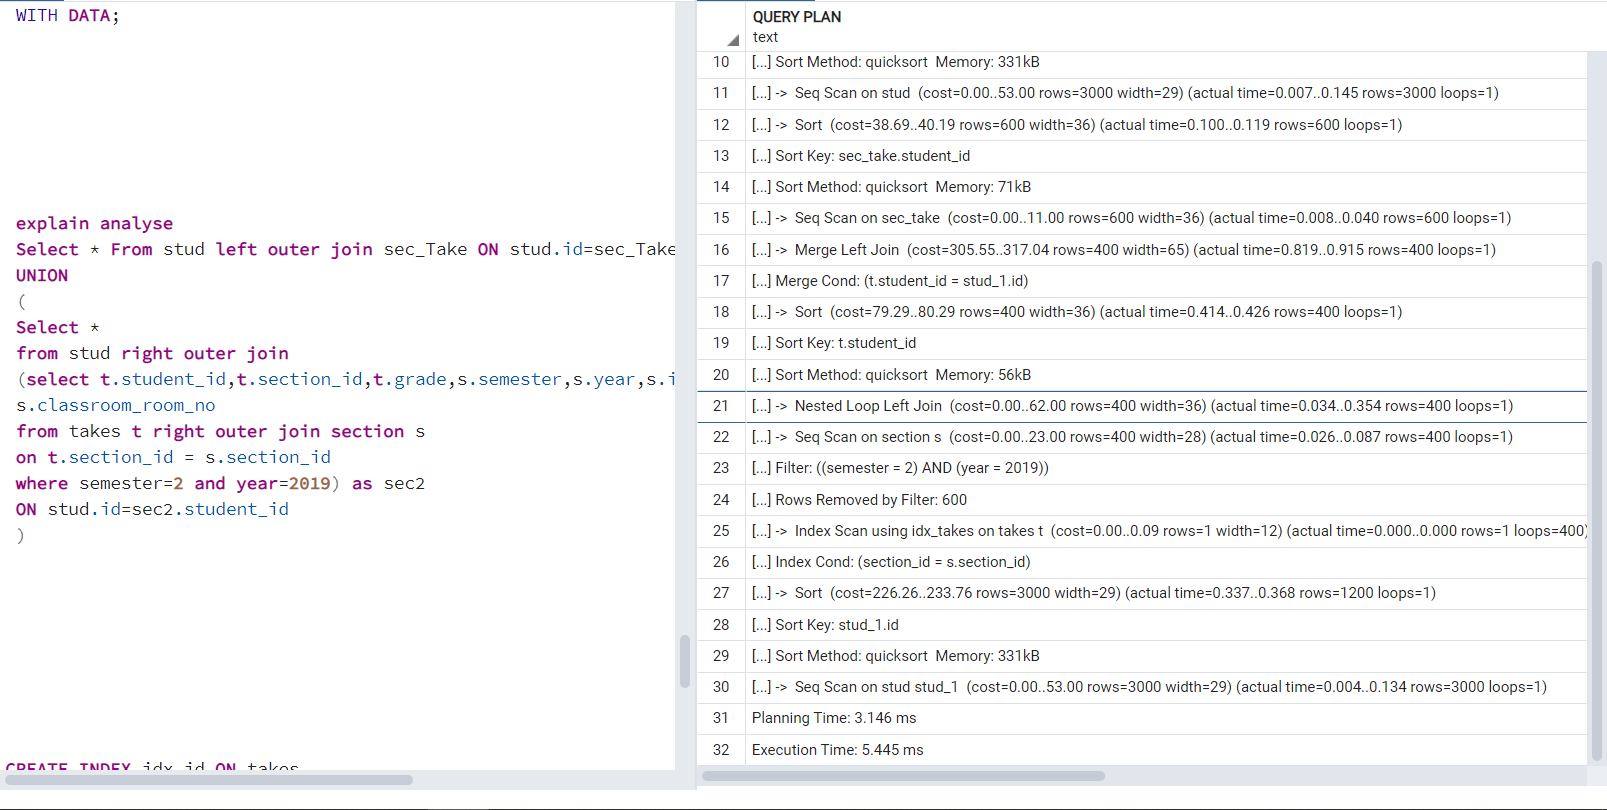 WITH DATA;
explain analyse
Select * From stud left outer join sec_Take ON stud.id=sec_Take
UNION
(
Select *
from stud right outer join
(select t.student_id,t.section_id,t.grade,s.semester,s.year,s.i
s.classroom_room_no
from takes t right outer join section s
on t.section_id = s.section_id
where semester=2 and year=2019) as sec2
ON stud.id=sec2.student_id
)
CREATE INDEX idx_id ON takes
QUERY PLAN
text
10 [...] Sort Method: quicksort Memory: 331kB
11 [...] -> Seq Scan on stud (cost=0.00..53.00 rows=3000 width=29) (actual time=0.007..0.145 rows=3000 loops=1)
12 [...] -> Sort (cost=38.69..40.19 rows=600 width=36) (actual time=0.100..0.119 rows=600 loops=1)
13 [...] Sort Key: sec_take.student_id
14 [...] Sort Method: quicksort Memory: 71kB
15 [...] -> Seq Scan on sec_take (cost=0.00..11.00 rows=600 width=36) (actual time=0.008..0.040 rows=600 loops=1)
16 [...] -> Merge Left Join (cost=305.55..317.04 rows=400 width=65) (actual time=0.819..0.915 rows=400 loops=1)
17 [...] Merge Cond: (t.student_id = stud_1.id)
18 [...] -> Sort (cost=79.29..80.29 rows=400 width=36) (actual time=0.414..0.426 rows=400 loops=1)
19 [...] Sort Key: t.student_id
20 [...] Sort Method: quicksort Memory: 56kB
21 [...] -> Nested Loop Left Join (cost=0.00..62.00 rows=400 width=36) (actual time=0.034..0.354 rows=400 loops=1)
22 [...] -> Seq Scan on section s (cost=0.00..23.00 rows=400 width=28) (actual time=0.026..0.087 rows=400 loops=1)
23 [...] Filter: ((semester = 2) AND (year = 2019))
24 [...] Rows Removed by Filter: 600
25 [...] -> Index Scan using idx_takes on takes t (cost=0.00..0.09 rows=1 width=12) (actual time=0.000..0.000 rows=1 loops=400)
26 [...] Index Cond: (section_id = s.section_id)
27 [...] -> Sort (cost=226.26..233.76 rows=3000 width=29) (actual time=0.337..0.368 rows=1200 loops=1)
28 [...] Sort Key: stud_1.id
29 [...] Sort Method: quicksort Memory: 331kB
30 [...] -> Seq Scan on stud stud_1 (cost=0.00..53.00 rows=3000 width=29) (actual time=0.004..0.134 rows=3000 loops=1)
31 Planning Time: 3.146 ms
32 Execution Time: 5.445 ms